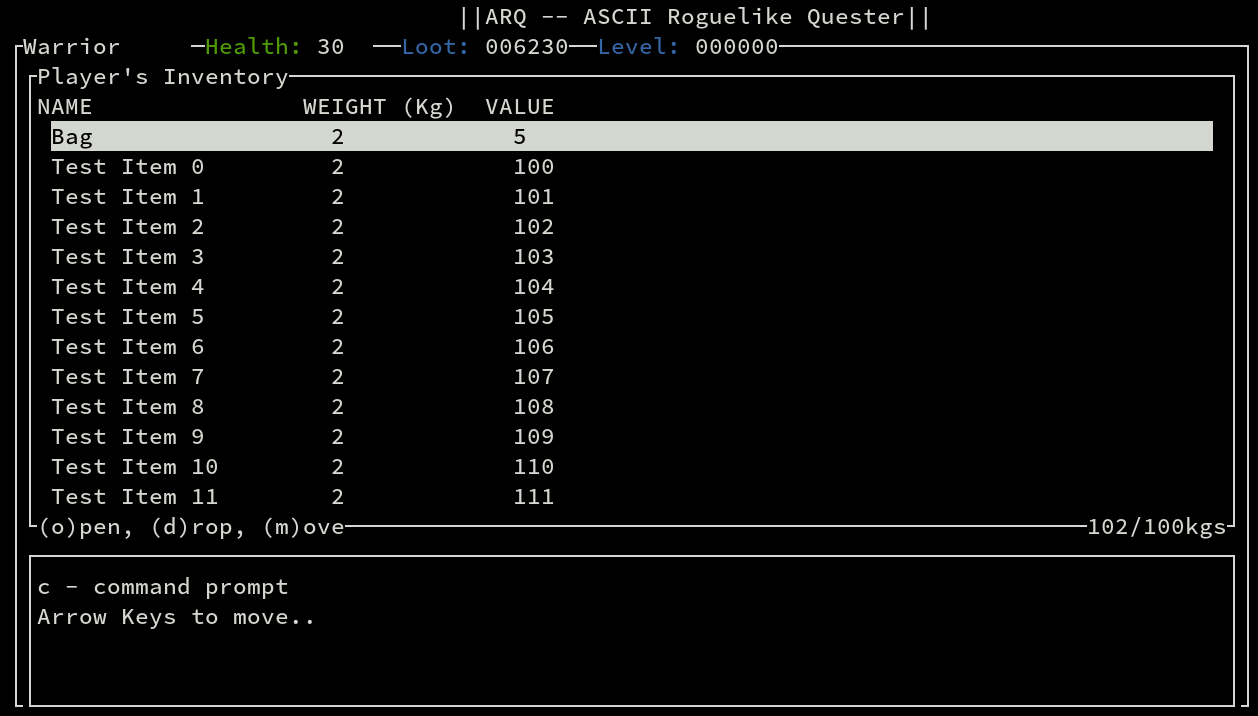 ||ARQ -- ASCII Roguelike Quester||
Warrior Health: 30 Loot: 006230 Level: 000000
Player's Inventory
NAME WEIGHT (Kg) VALUE
Bag 2 5
Test Item 0 2 100
Test Item 1 2 101
Test Item 2 2 102
Test Item 3 2 103
Test Item 4 2 104
Test Item 5 2 105
Test Item 6 2 106
Test Item 7 2 107
Test Item 8 2 108
Test Item 9 2 109
Test Item 10 2 110
Test Item 11 2 111
(o)pen, (d)rop, (m)ove 102/100kgs
c - command prompt
Arrow Keys to move..